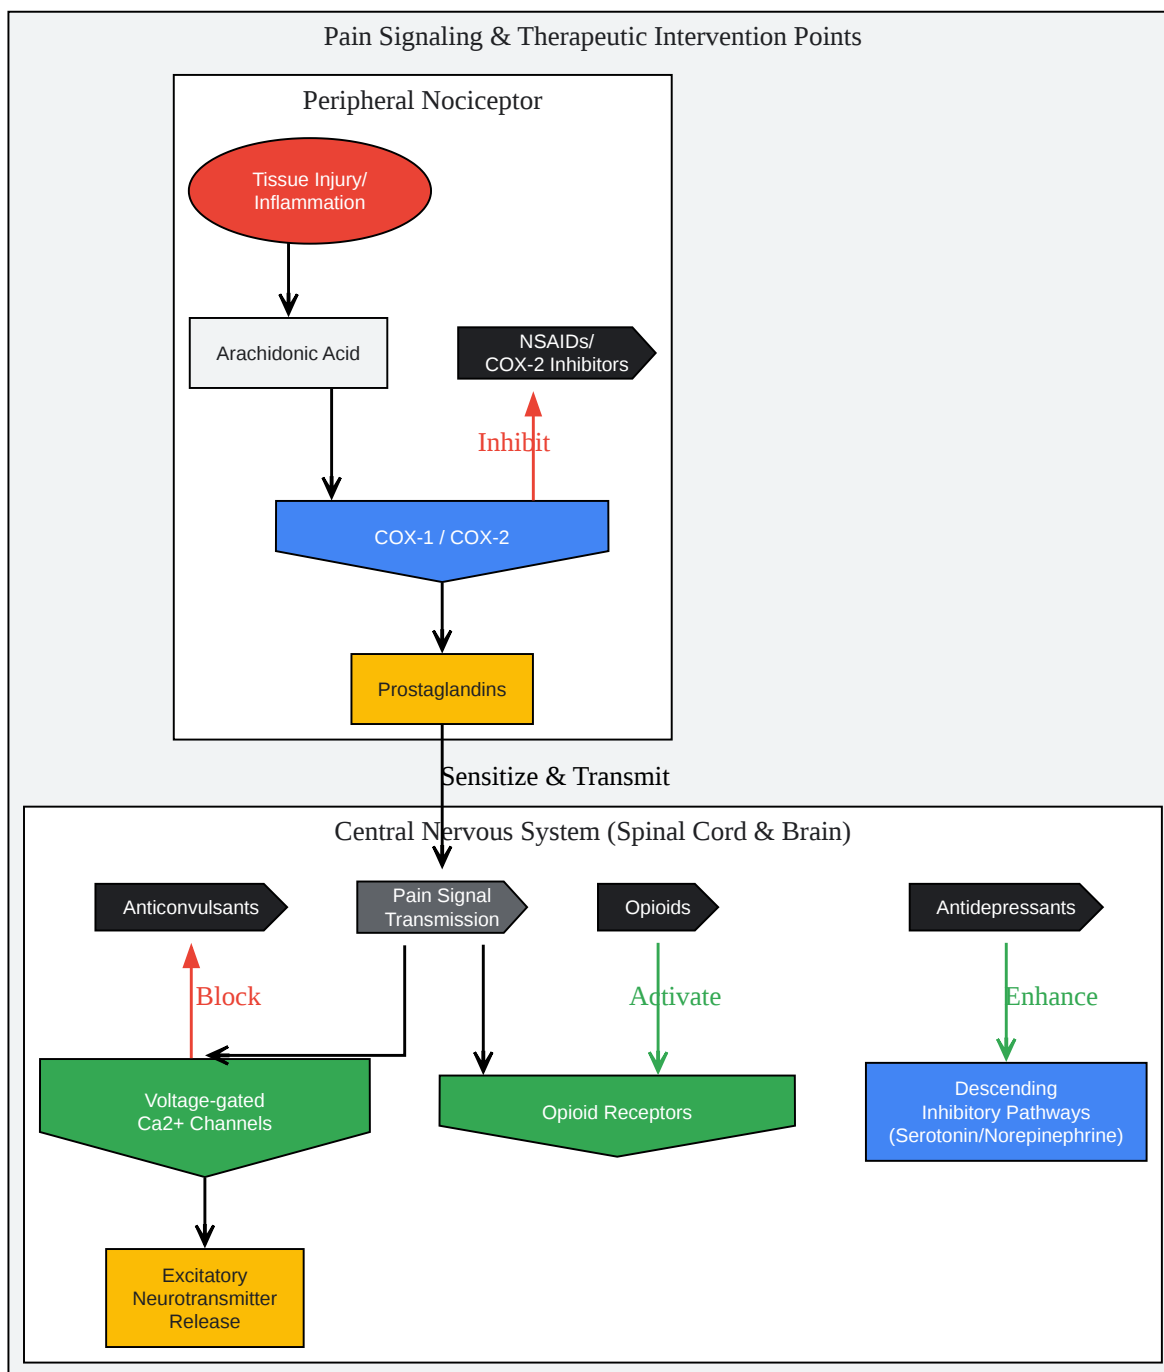 Pain Signaling & Therapeutic Intervention Points
Peripheral Nociceptor
Tissue Injury/
Inflammation
Arachidonic Acid
NSAIDs/
COX-2 Inhibitors
Inhibit
COX-1 / COX-2
Prostaglandins
Sensitize & Transmit
Central Nervous System (Spinal Cord & Brain)
Anticonvulsants
Pain Signal
Transmission
Opioids
Antidepressants
Block
Activate
Enhance
Voltage-gated
Ca2+ Channels
Opioid Receptors
Descending
Inhibitory Pathways
(Serotonin/Norepinephrine)
Excitatory
Neurotransmitter
Release